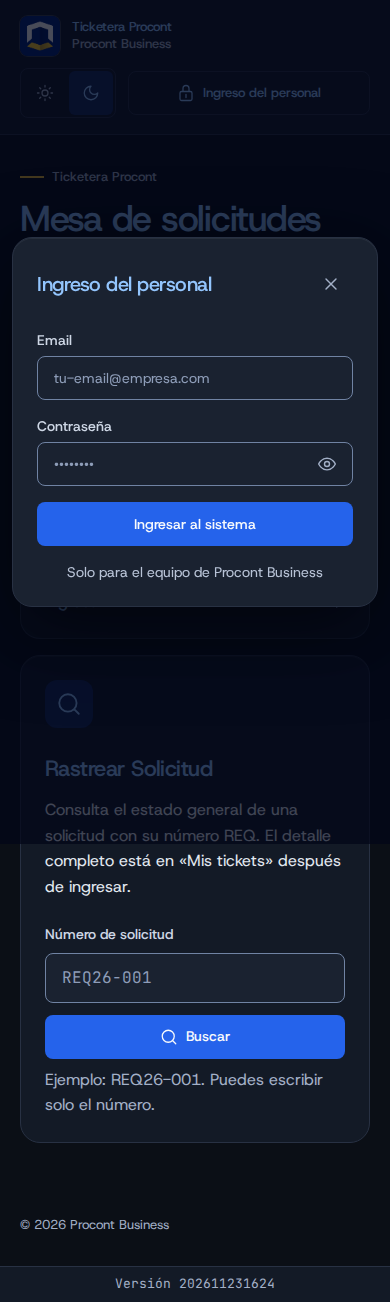 Ticketera Procont
Procont Business
Ingreso del personal
Ticketera Procont
Mesa de solicitudes
Ingreso del personal
Email
tu-email@empresa.com
Contraseña
••••••••
Ingresar al sistema
Solo para el equipo de Procont Business
Rastrear Solicitud
Consulta el estado general de una
solicitud con su número REQ. El detalle
completo está en «Mis tickets» después
de ingresar.
Número de solicitud
REQ26-001
Buscar
Ejemplo: REQ26-001. Puedes escribir
solo el número.
© 2026 Procont Business
Versión 202611231624